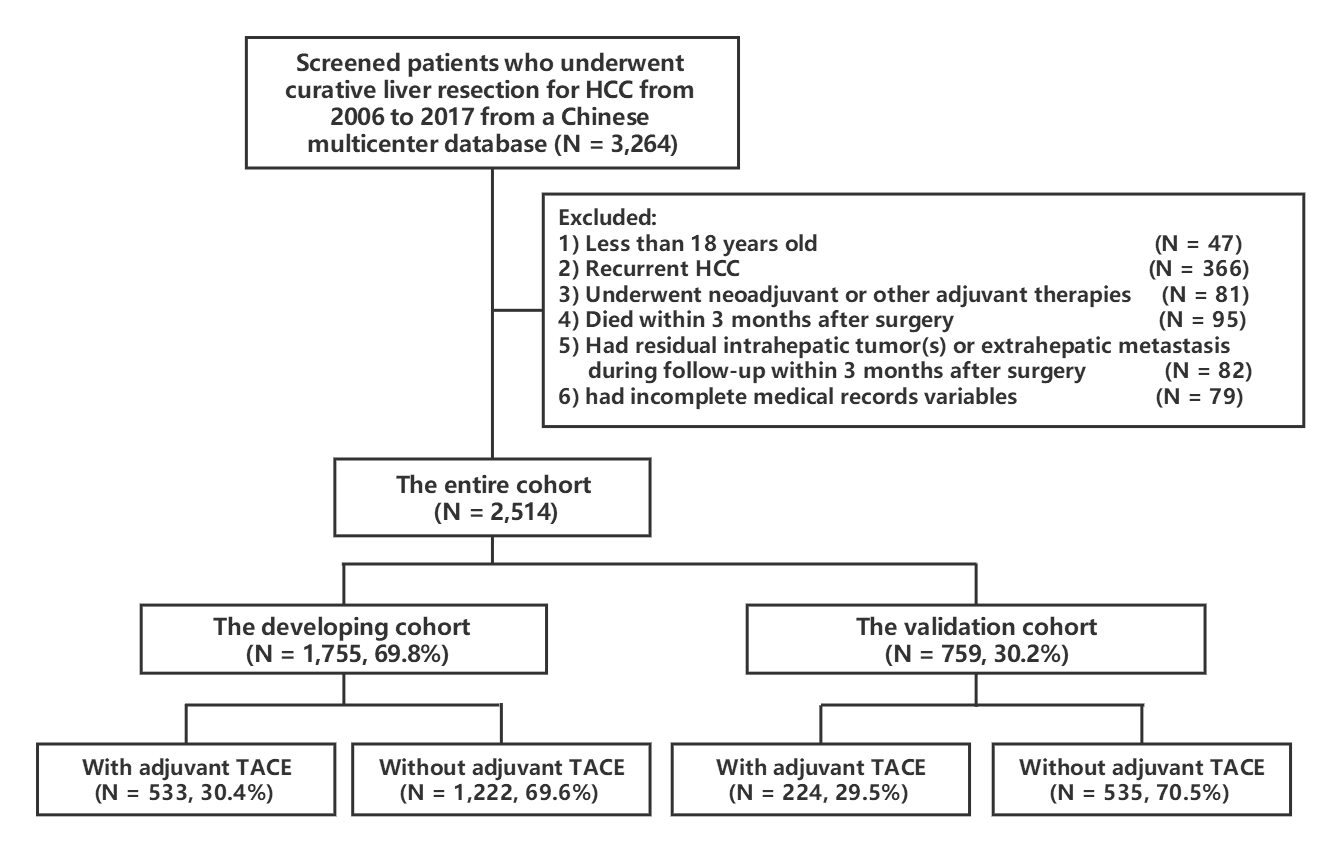 Screened patients who underwent
curative liver resection for HCC from
2006 to 2017 from a Chinese
multicenter database (N = 3,264)
Excluded:
1) Less than 18 years old (N = 47)
2) Recurrent HCC (N = 366)
3) Underwent neoadjuvant or other adjuvant therapies (N = 81)
4) Died within 3 months after surgery (N = 95)
5) Had residual intrahepatic tumor(s) or extrahepatic metastasis
during follow-up within 3 months after surgery (N = 82)
6) had incomplete medical records variables (N = 79)
The entire cohort
(N = 2,514)
The developing cohort
(N = 1,755, 69.8%)
The validation cohort
(N = 759, 30.2%)
With adjuvant TACE
(N = 533, 30.4%)
Without adjuvant TACE
(N = 1,222, 69.6%)
With adjuvant TACE
(N = 224, 29.5%)
Without adjuvant TACE
(N = 535, 70.5%)